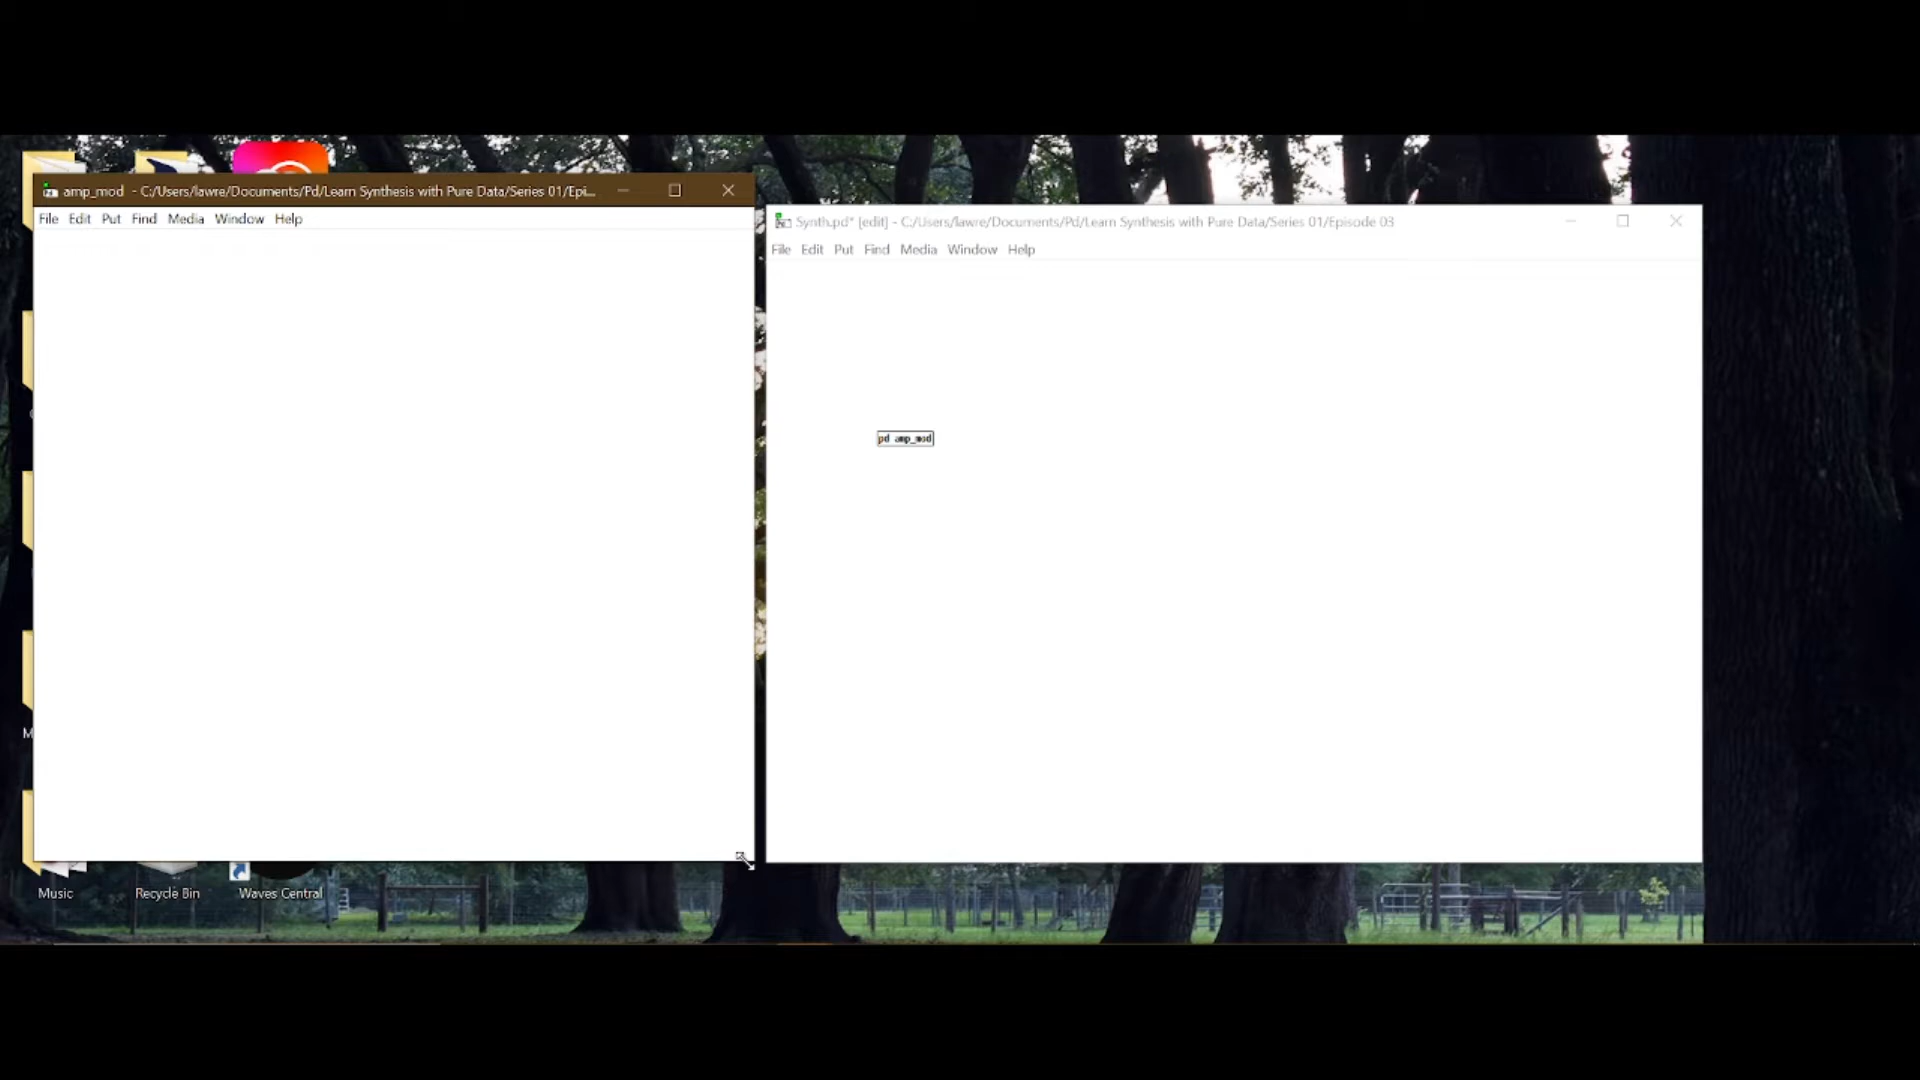 amp_mod - C:/Users/lawre/Documents/Pd/Learn Synthesis with Pure Data/Series 01/Epi...
File Edit Put Find Media Window Help
Synth.pd* [edit] - C:/Users/lawre/Documents/Pd/Learn Synthesis with Pure Data/Series 01/Episode 03
File Edit Put Find Media Window Help
pd amp_mod
Music
Recycle Bin
Waves Central